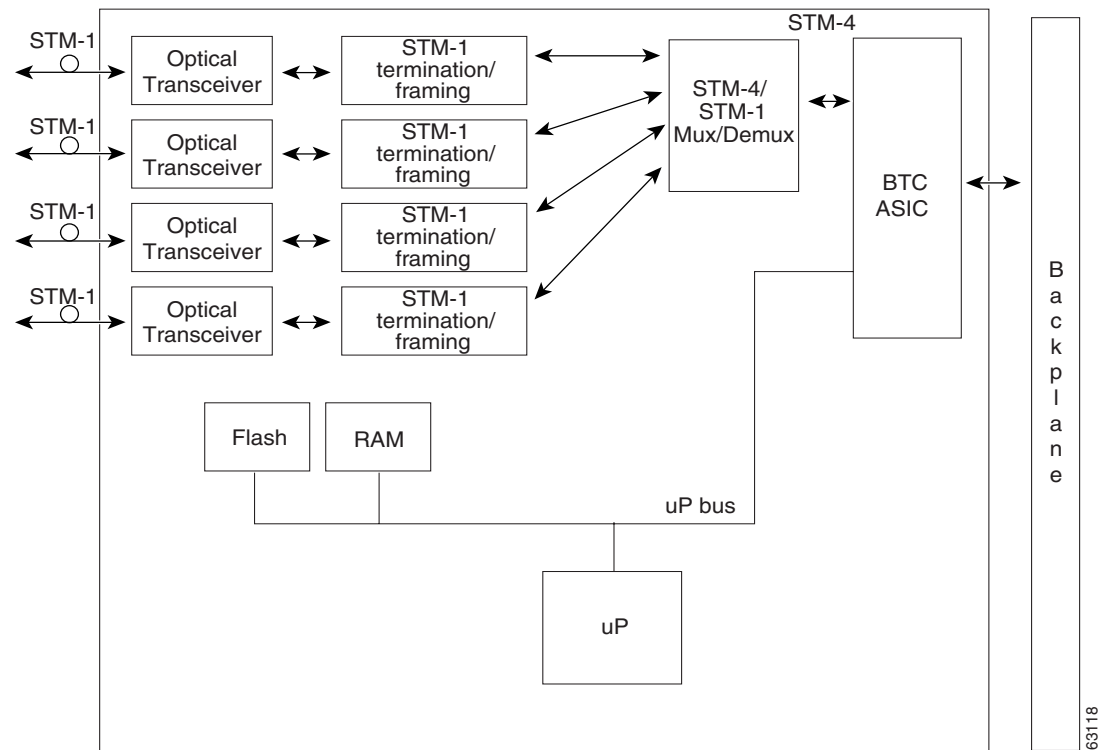 STM-4
STM-1
Optical
Transceiver
STM-1
termination/
framing
STM-4/
STM-1
Mux/Demux
STM-1
Optical
Transceiver
STM-1
termination/
framing
BTC
ASIC
STM-1
Optical
Transceiver
STM-1
termination/
framing
STM-1
Optical
Transceiver
STM-1
termination/
framing
Backplane
Flash
RAM
uP bus
uP
63118